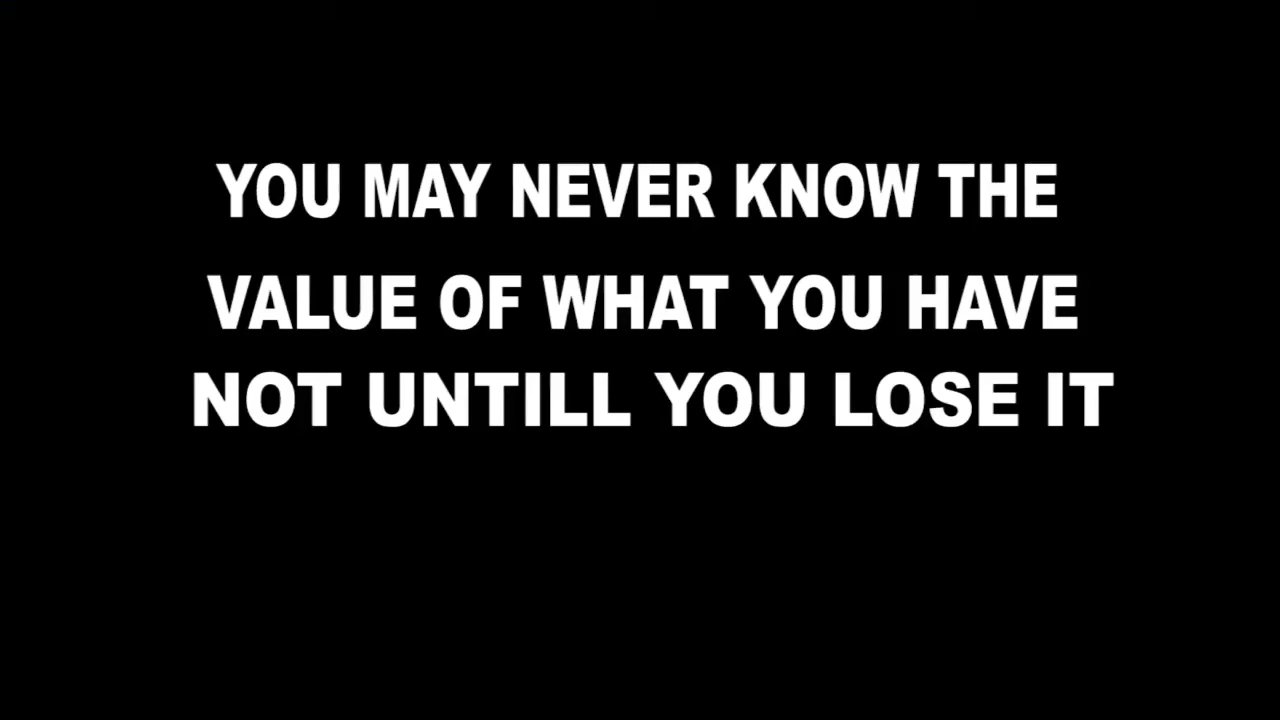 YOU MAY NEVER KNOW THE
VALUE OF WHAT YOU HAVE
NOT UNTILL YOU LOSE IT